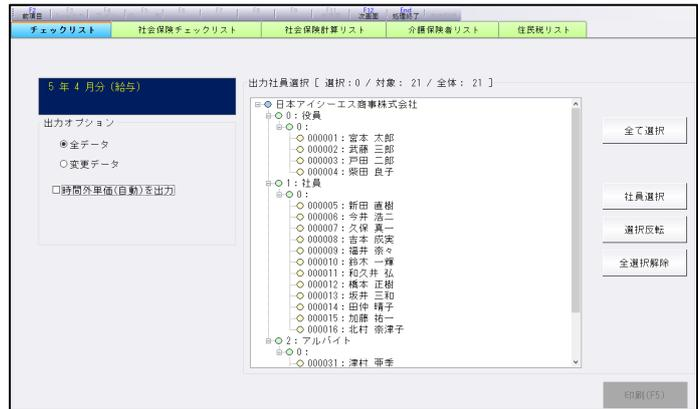 F2 F12 End
前項目 次画面 処理終了
チェックリスト 社会保険チェックリスト 社会保険計算リスト 介護保険者リスト 住民税リスト
5 年 4 月分 (給与)
出力オプション
全データ
変更データ
時間外単価(自動)を出力
出力社員選択 [ 選択：0 / 対象： 21 / 全体： 21 ]
日本アイシーエス商事株式会社
0：役員
0：
000001：宮本 太郎
000002：武藤 三郎
000003：戸田 二郎
000004：柴田 良子
1：社員
0：
000005：新田 直樹
000006：今井 浩二
000007：久保 真一
000008：吉本 成実
000009：福井 奈々
000010：鈴木 一輝
000011：和久井 弘
000012：橋本 正樹
000013：坂井 三和
000014：田仲 晴子
000015：加藤 祐一
000016：北村 奈津子
2：アルバイト
0：
000031：津村 亜季
全て選択
社員選択
選択反転
全選択解除
印刷(F5)